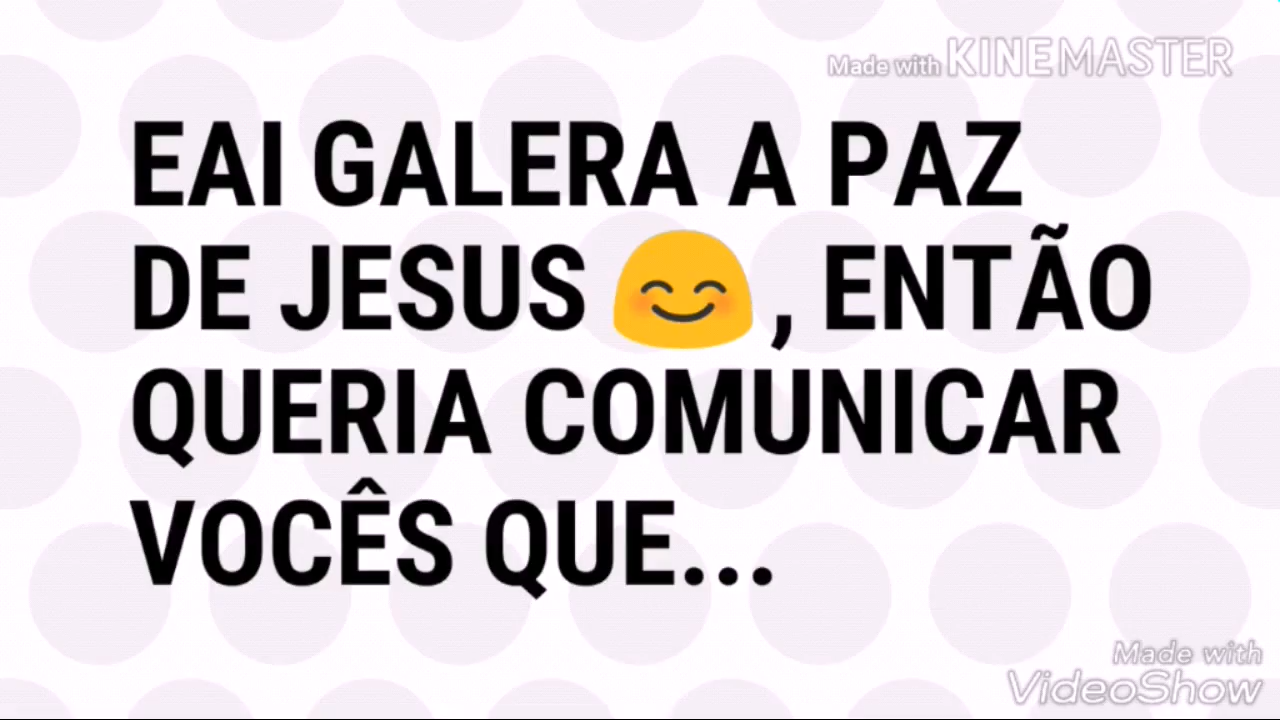 Made with KINEMASTER
EAI GALERA A PAZ
DE JESUS 😊, ENTÃO
QUERIA COMUNICAR
VOCÊS QUE...
Made with
VideoShow